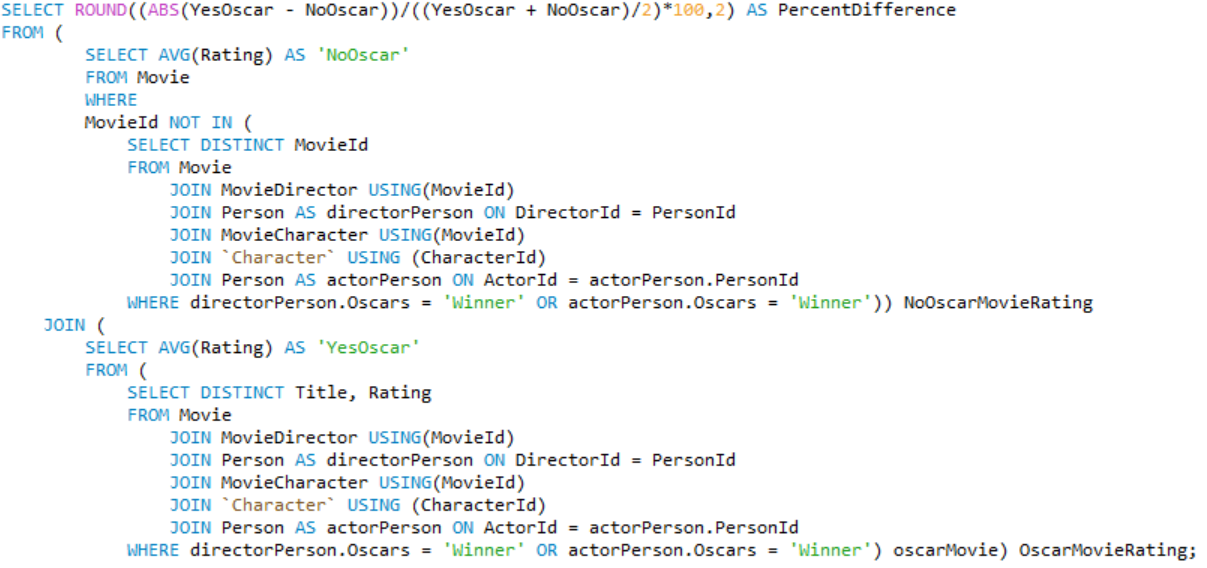 SELECT ROUND((ABS(YesOscar - NoOscar))/((YesOscar + NoOscar)/2)*100,2) AS PercentDifference
FROM (
        SELECT AVG(Rating) AS 'NoOscar'
        FROM Movie
        WHERE
        MovieId NOT IN (
            SELECT DISTINCT MovieId
            FROM Movie
                JOIN MovieDirector USING(MovieId)
                JOIN Person AS directorPerson ON DirectorId = PersonId
                JOIN MovieCharacter USING(MovieId)
                JOIN `Character` USING (CharacterId)
                JOIN Person AS actorPerson ON ActorId = actorPerson.PersonId
            WHERE directorPerson.Oscars = 'Winner' OR actorPerson.Oscars = 'Winner')) NoOscarMovieRating
    JOIN (
        SELECT AVG(Rating) AS 'YesOscar'
        FROM (
            SELECT DISTINCT Title, Rating
            FROM Movie
                JOIN MovieDirector USING(MovieId)
                JOIN Person AS directorPerson ON DirectorId = PersonId
                JOIN MovieCharacter USING(MovieId)
                JOIN `Character` USING (CharacterId)
                JOIN Person AS actorPerson ON ActorId = actorPerson.PersonId
            WHERE directorPerson.Oscars = 'Winner' OR actorPerson.Oscars = 'Winner') oscarMovie) OscarMovieRating;